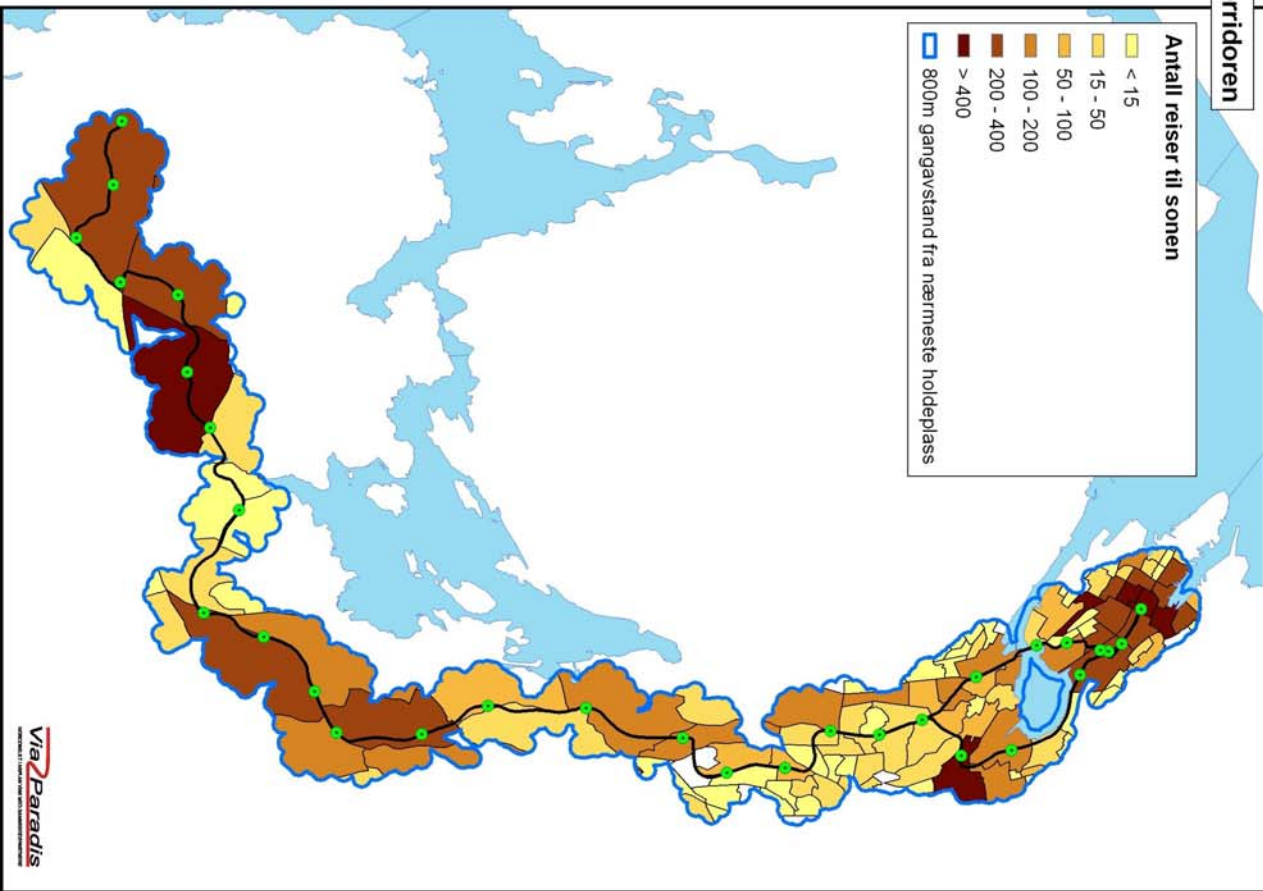 rridoren
Antall reiser til sonen
< 15
15 - 50
50 - 100
100 - 200
200 - 400
> 400
800m gangavstand fra nærmeste holdeplass
Via Paradis